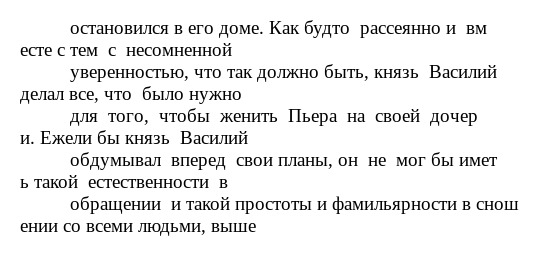 остановился в его доме. Как будто  рассеянно и  вм
есте с тем  с  несомненной
уверенностью, что так должно быть, князь  Василий
делал все, что  было нужно
для  того,  чтобы  женить  Пьера  на  своей  дочер
и. Ежели бы князь  Василий
обдумывал  вперед  свои планы, он  не  мог бы имет
ь такой  естественности  в
обращении  и такой простоты и фамильярности в снош
ении со всеми людьми, выше